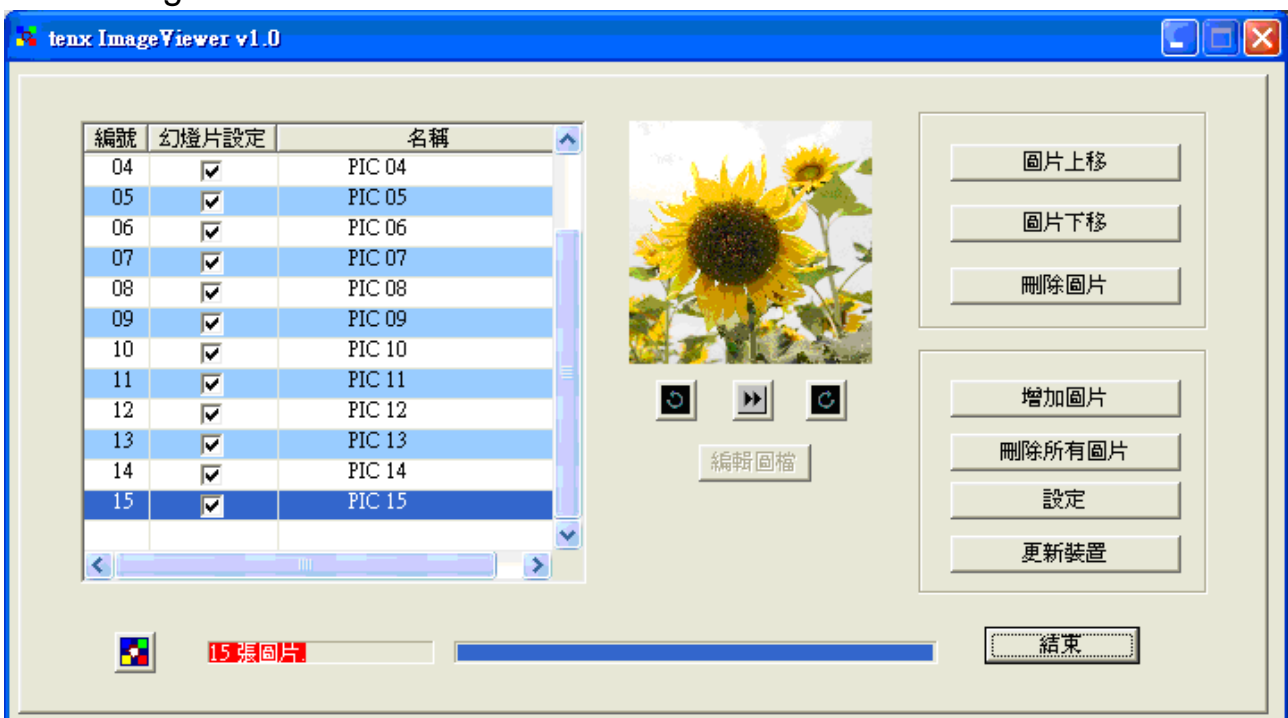 tenx ImageViewer v1.0
編號 幻燈片設定 名稱
04 PIC 04
05 PIC 05
06 PIC 06
07 PIC 07
08 PIC 08
09 PIC 09
10 PIC 10
11 PIC 11
12 PIC 12
13 PIC 13
14 PIC 14
15 PIC 15
編輯圖檔
圖片上移
圖片下移
刪除圖片
增加圖片
刪除所有圖片
設定
更新裝置
15 張圖片.
結束